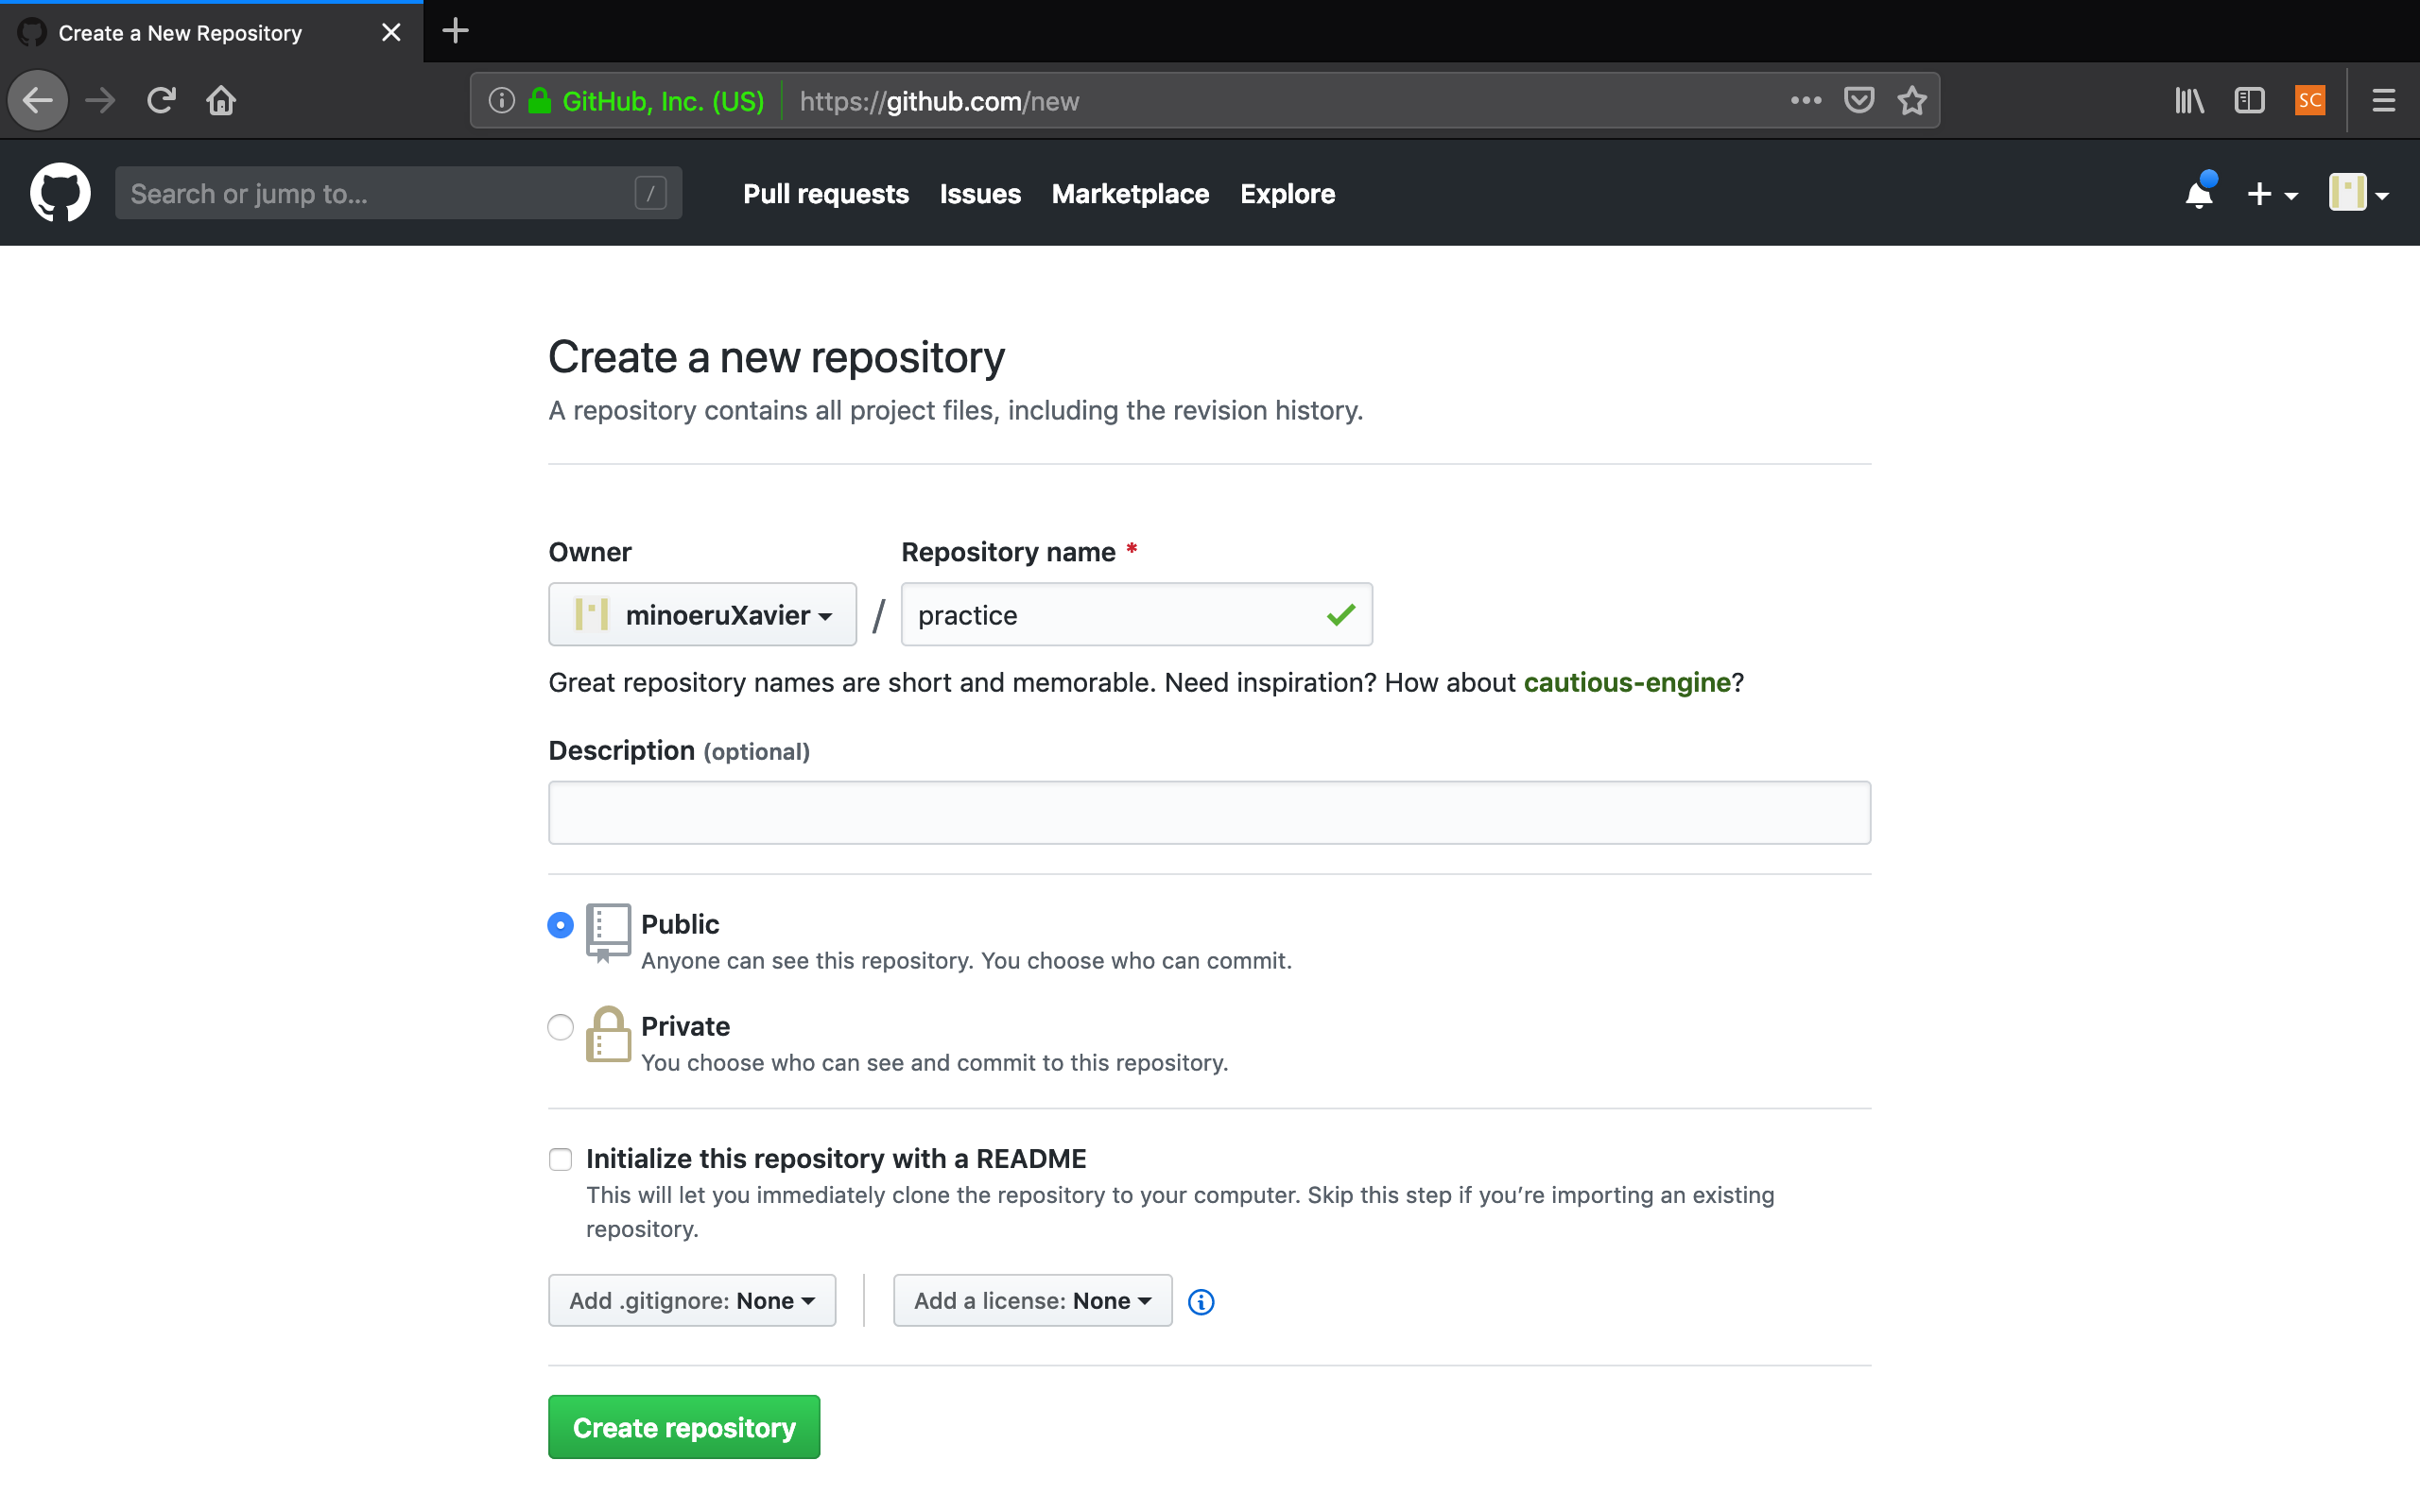 Create a New Repository
GitHub, Inc. (US) https://github.com/new
SC
Search or jump to... /
Pull requests Issues Marketplace Explore
Create a new repository
A repository contains all project files, including the revision history.
Owner Repository name *
minoeruXavier / practice
Great repository names are short and memorable. Need inspiration? How about cautious-engine?
Description (optional)
Public
Anyone can see this repository. You choose who can commit.
Private
You choose who can see and commit to this repository.
Initialize this repository with a README
This will let you immediately clone the repository to your computer. Skip this step if you’re importing an existing
repository.
Add .gitignore: None Add a license: None
Create repository